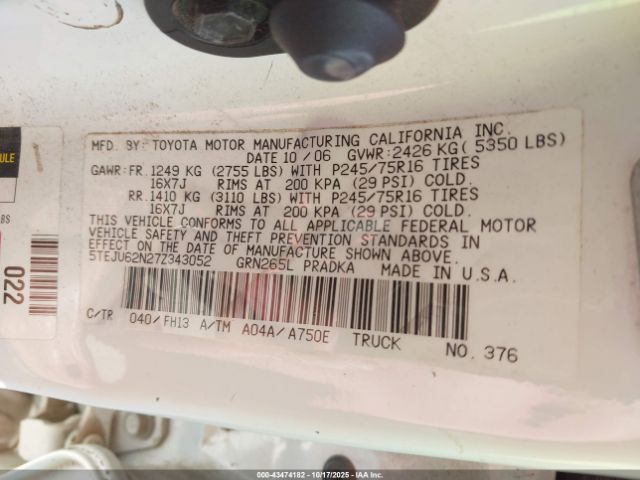 MFD. BY: TOYOTA MOTOR MANUFACTURING CALIFORNIA INC.
DATE 10 / 06 GVWR: 2426 KG ( 5350 LBS)
GAWR: FR. 1249 KG (2755 LBS) WITH P245/75R16 TIRES
16X7J RIMS AT 200 KPA (29 PSI) COLD.
RR. 1410 KG (3110 LBS) WITH P245/75R16 TIRES
16X7J RIMS AT 200 KPA (29 PSI) COLD.
THIS VEHICLE CONFORMS TO ALL APPLICABLE FEDERAL MOTOR
VEHICLE SAFETY AND THEFT PREVENTION STANDARDS IN
EFFECT ON THE DATE OF MANUFACTURE SHOWN ABOVE.
5TEJU62N27Z343052 GRN265L PRADKA MADE IN U.S.A.
C/TR 040/FH13 A/TM A04A/A750E TRUCK NO. 376
ULE
LBS
022
000-43474182 - 10/17/2025 - IAA, Inc.